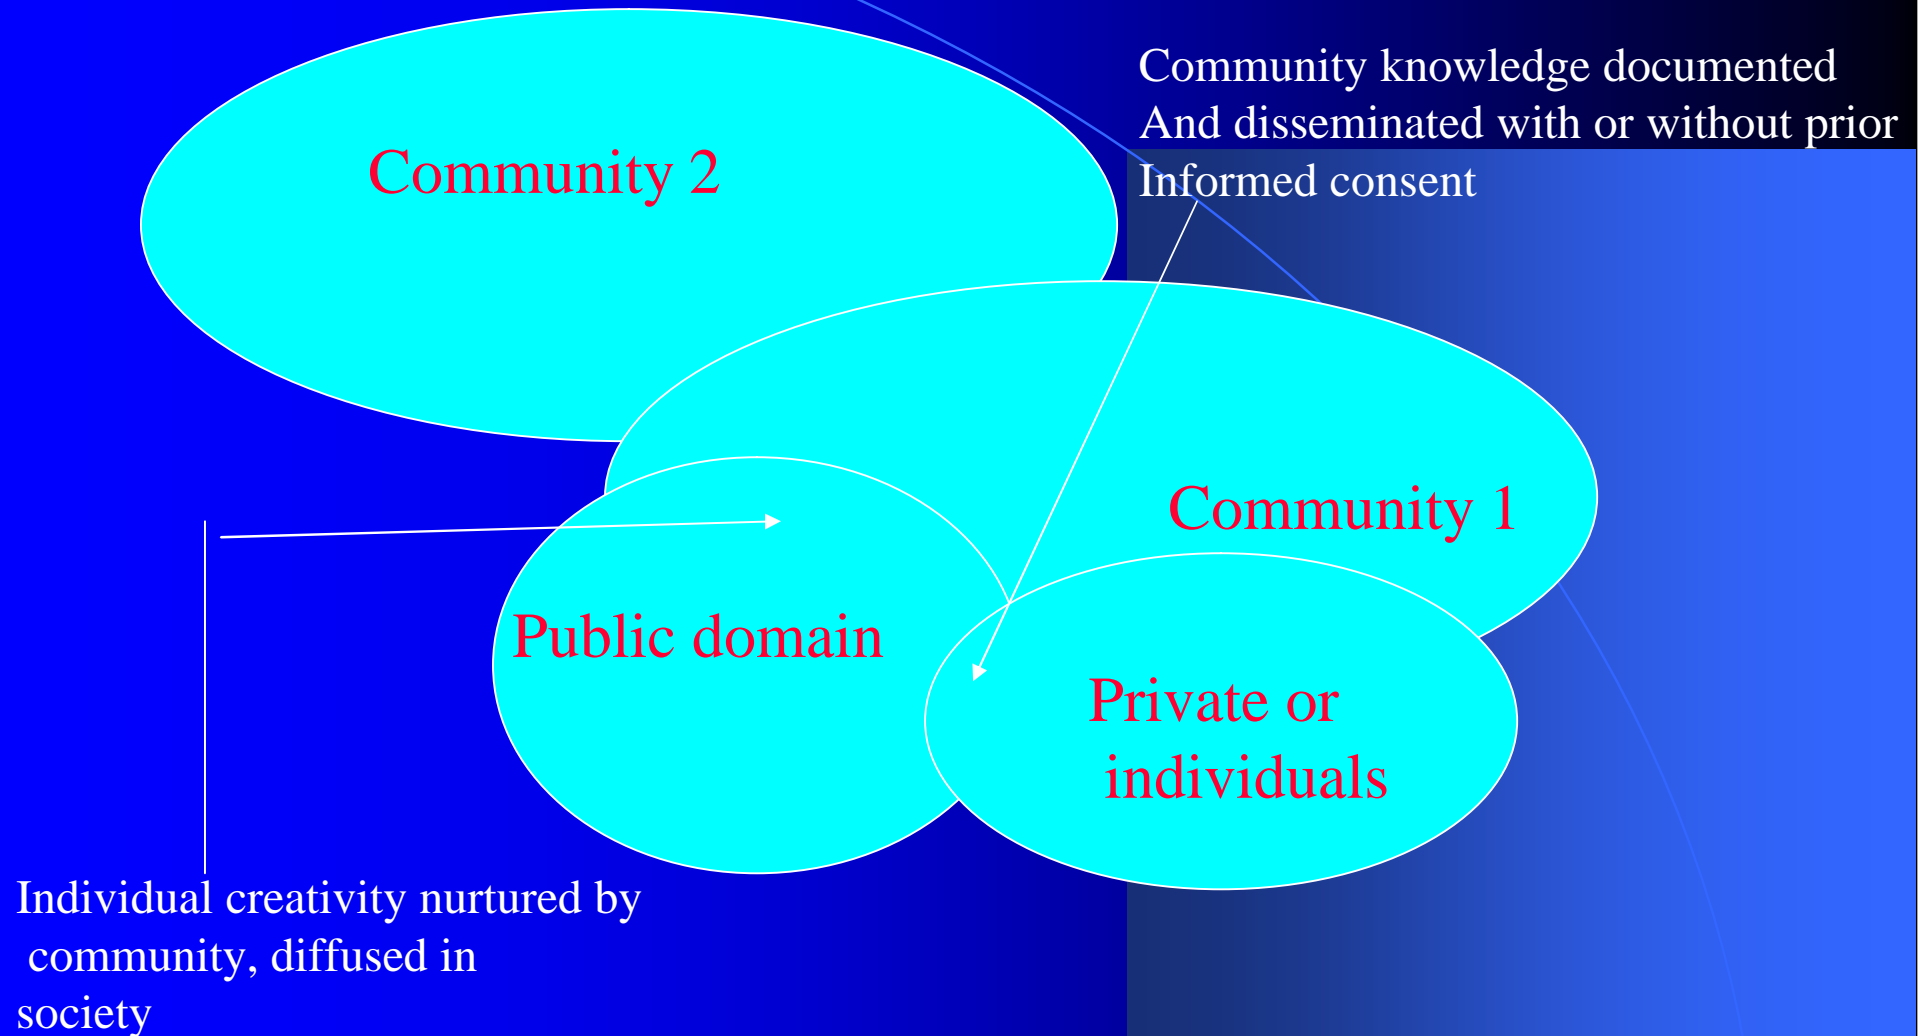 Community knowledge documented
And disseminated with or without prior
Informed consent
Community 2
Community 1
Public domain
Private or
individuals
Individual creativity nurtured by
community, diffused in
society